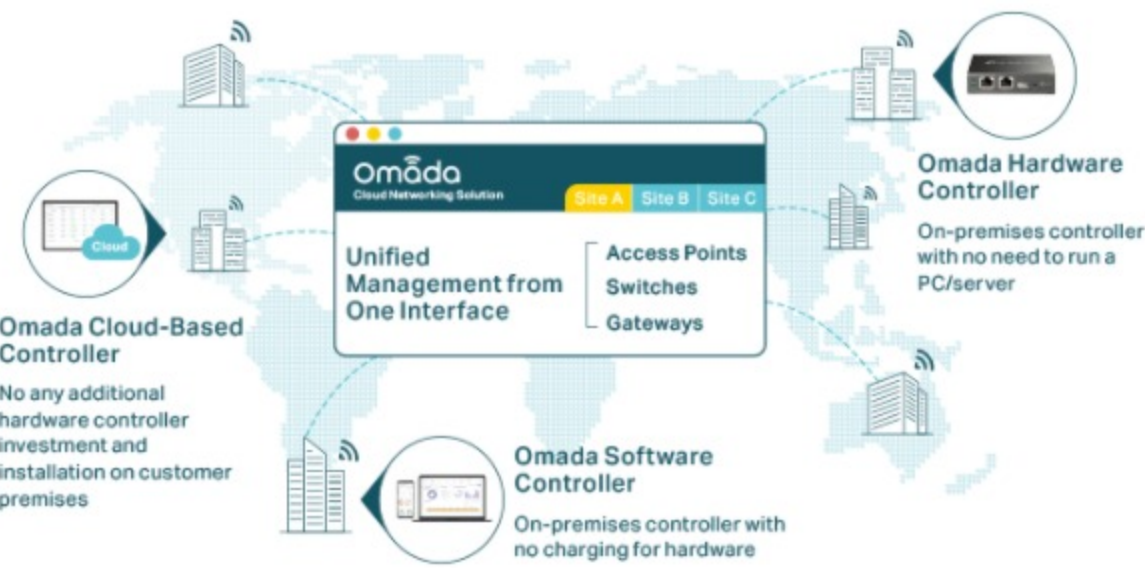 Omada
Cloud Networking Solution
Site A Site B Site C
Unified
Management from
One Interface
Access Points
Switches
Gateways
Omada Hardware
Controller
On-premises controller
with no need to run a
PC/server
Cloud
Omada Cloud-Based
Controller
No any additional
hardware controller
investment and
installation on customer
premises
Omada Software
Controller
On-premises controller with
no charging for hardware